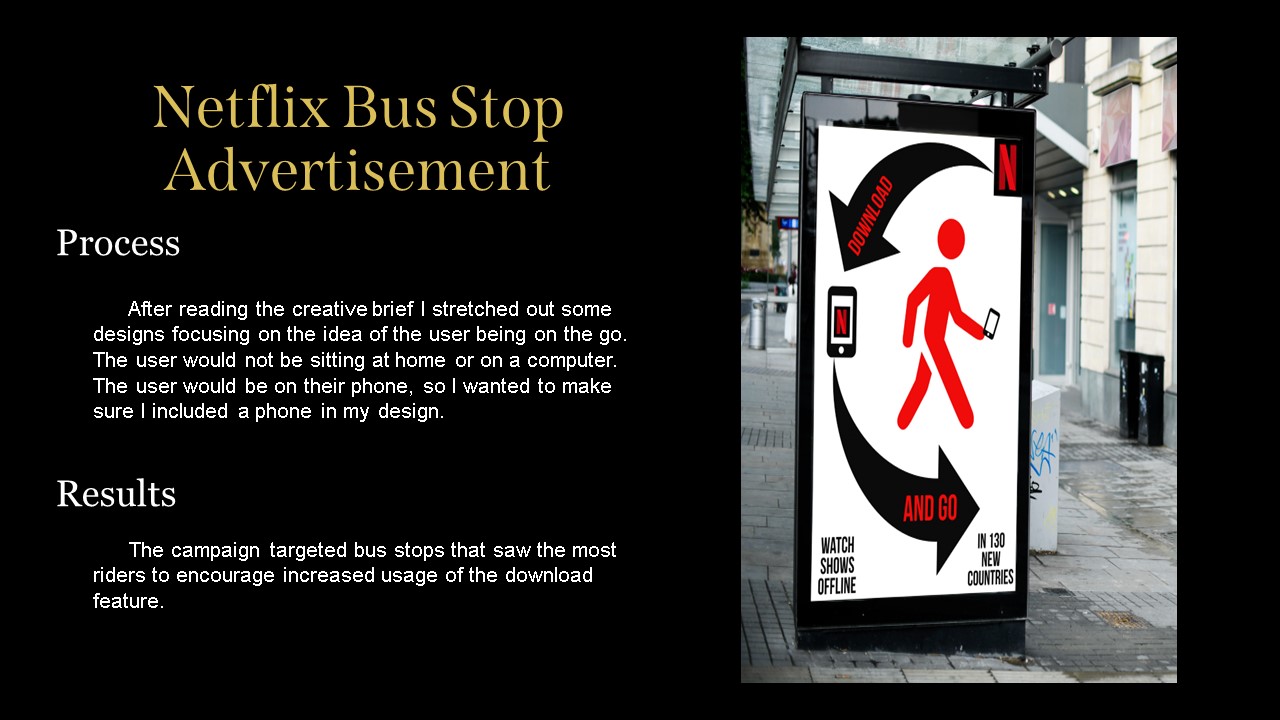 Netflix Bus Stop
Advertisement
Process
After reading the creative brief I stretched out some
designs focusing on the idea of the user being on the go.
The user would not be sitting at home or on a computer.
The user would be on their phone, so I wanted to make
sure I included a phone in my design.
Results
The campaign targeted bus stops that saw the most
riders to encourage increased usage of the download
feature.
N
DOWNLOAD
N
AND GO
WATCH
SHOWS
OFFLINE
IN 130
NEW
COUNTRIES